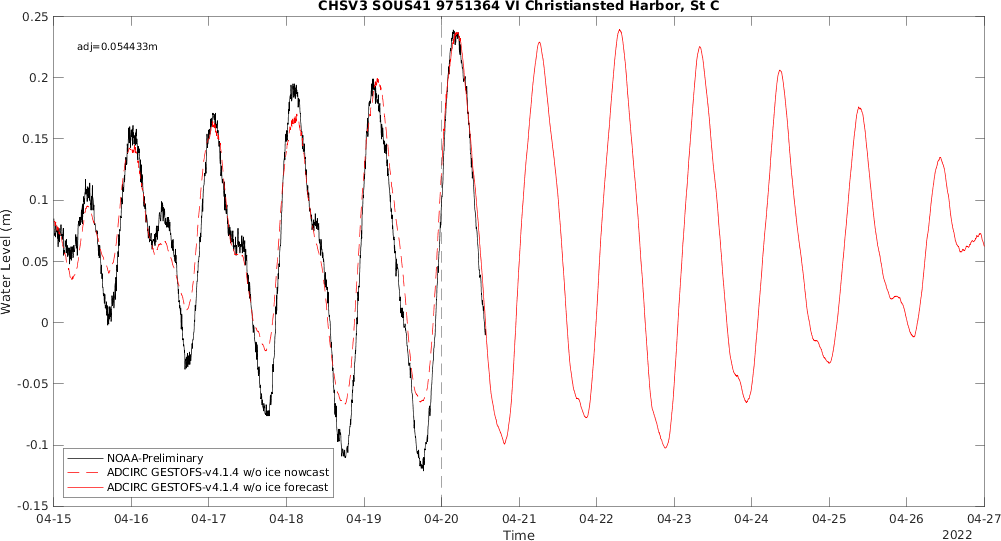 CHSV3 SOUS41 9751364 VI Christiansted Harbor, St C
adj=0.054433m
0.25
0.2
0.15
0.1
0.05
0
-0.05
-0.1
-0.15
Water Level (m)
NOAA-Preliminary
ADCIRC GESTOFS-v4.1.4 w/o ice nowcast
ADCIRC GESTOFS-v4.1.4 w/o ice forecast
04-15 04-16 04-17 04-18 04-19 04-20 04-21 04-22 04-23 04-24 04-25 04-26 04-27
Time
2022